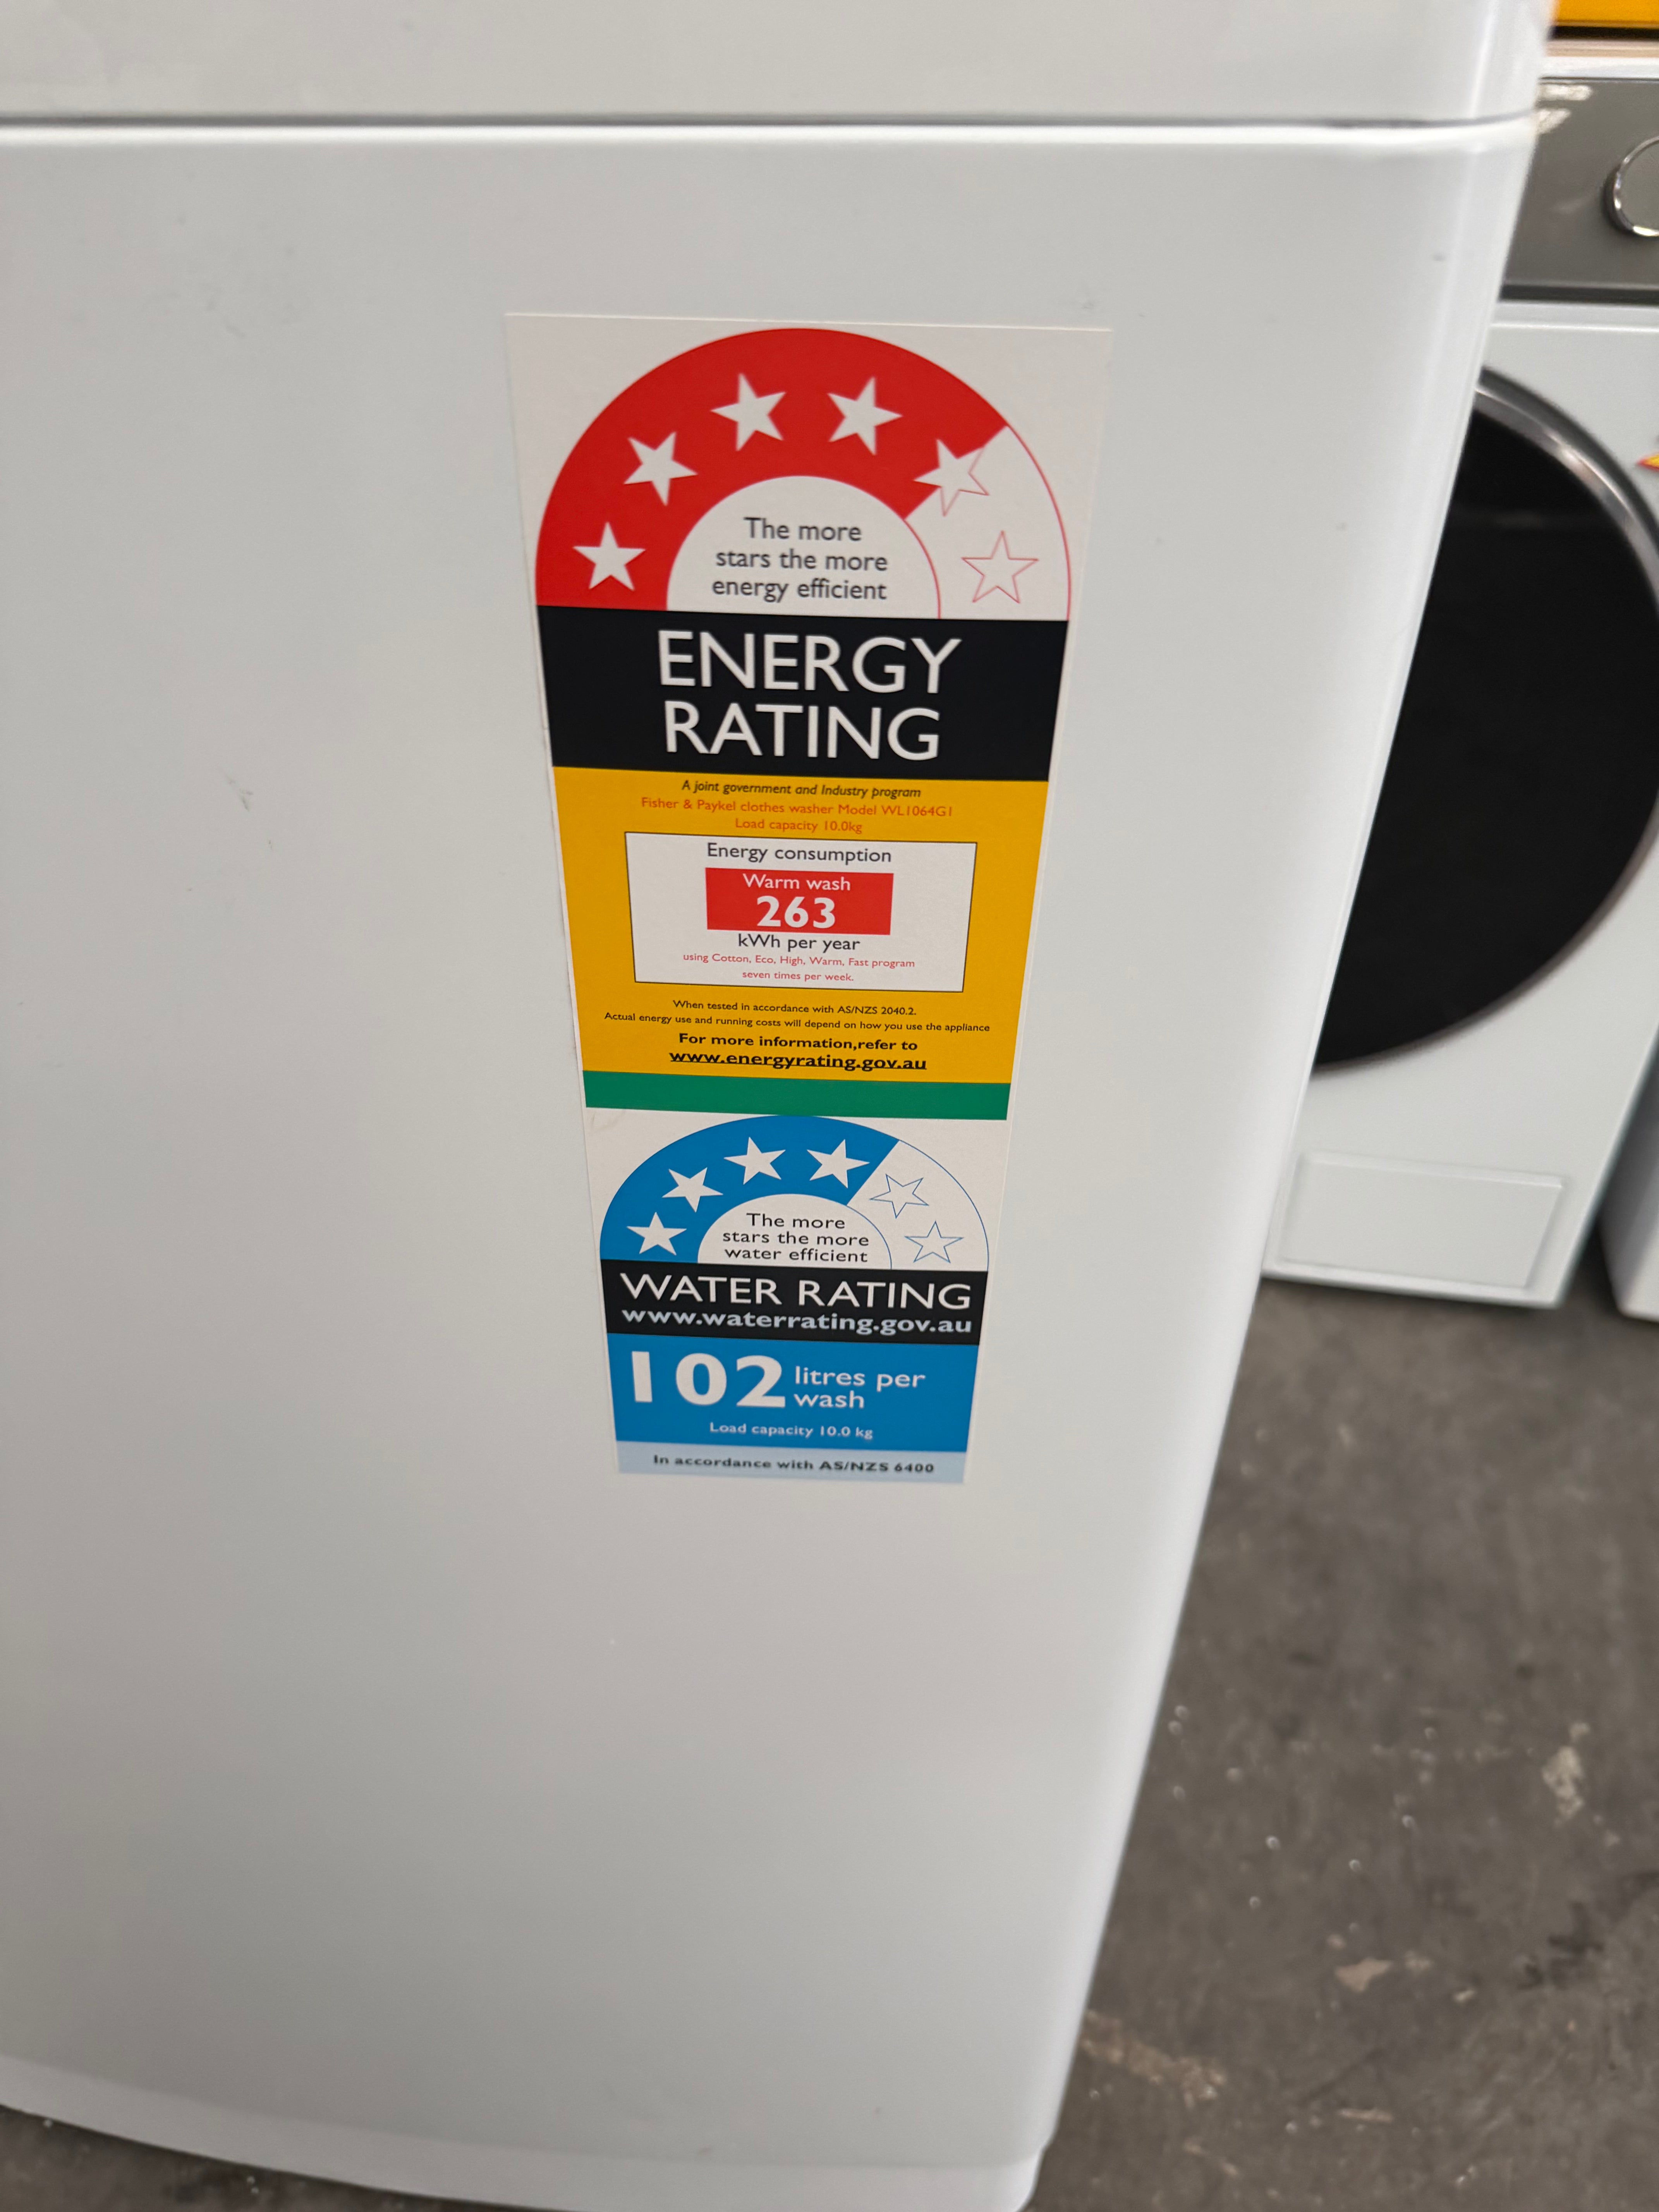 The more
stars the more
energy efficient
ENERGY
RATING
A joint government and Industry program
Fisher & Paykel clothes washer Model WL1064G1
Load capacity 10.0kg
Energy consumption
Warm wash
263
kWh per year
using Cotton, Eco, High, Warm, Fast program
seven times per week.
When tested in accordance with AS/NZS 2040.2.
Actual energy use and running costs will depend on how you use the appliance
For more information,refer to
www.energyrating.gov.au
The more
stars the more
water efficient
WATER RATING
www.waterrating.gov.au
102 litres per
wash
Load capacity 10.0 kg
In accordance with AS/NZS 6400